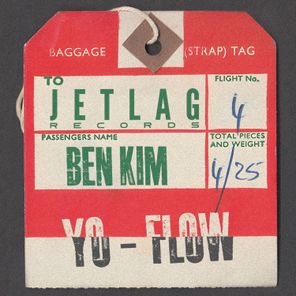 BAGGAGE (STRAP) TAG
TO
FLIGHT No.
JETLAG
RECORDS
4
PASSENGERS NAME
TOTAL PIECES
AND WEIGHT
BEN KIM
4/25
YO - FLOW